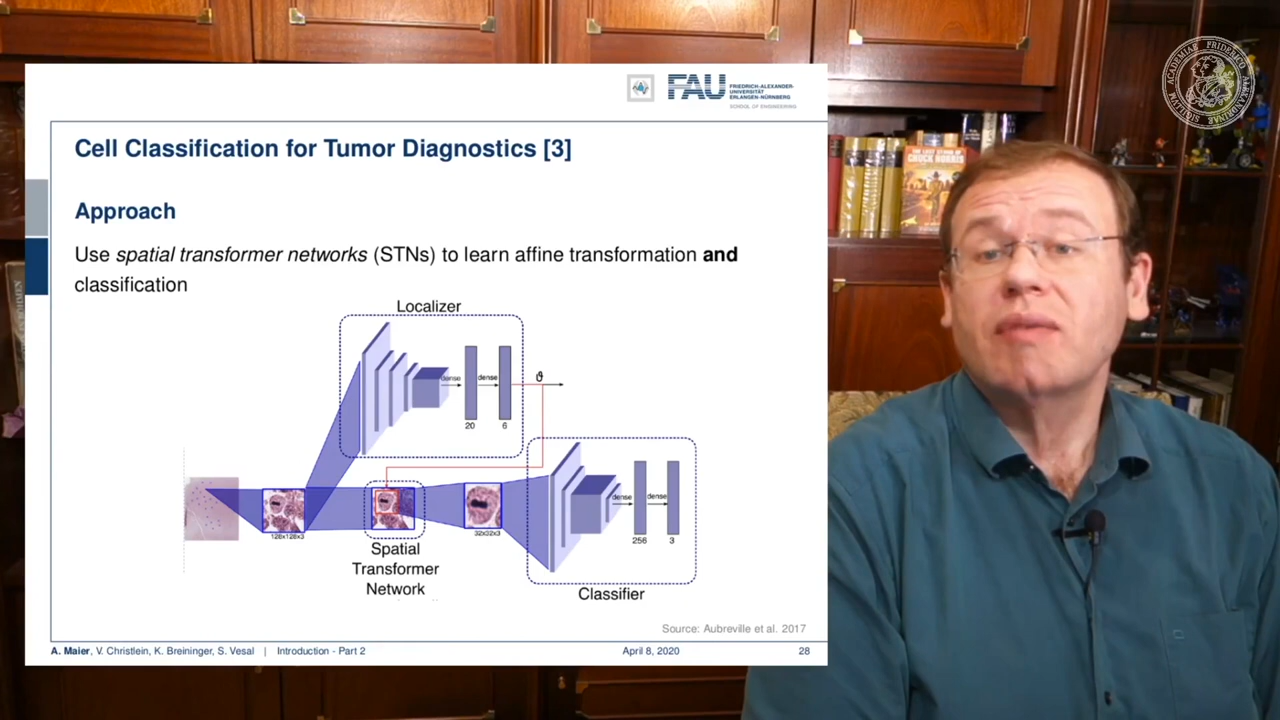 FAU
FRIEDRICH-ALEXANDER-
UNIVERSITÄT
ERLANGEN-NÜRNBERG
SCHOOL OF ENGINEERING
Cell Classification for Tumor Diagnostics [3]
Approach
Use spatial transformer networks (STNs) to learn affine transformation and
classification
Localizer
dense
dense
ϑ
20
6
128x128x3
32x32x3
dense
dense
256
3
Spatial
Transformer
Network
Classifier
Source: Aubreville et al. 2017
A. Maier, V. Christlein, K. Breininger, S. Vesal | Introduction - Part 2
April 8, 2020
28
CHUCK NORRIS